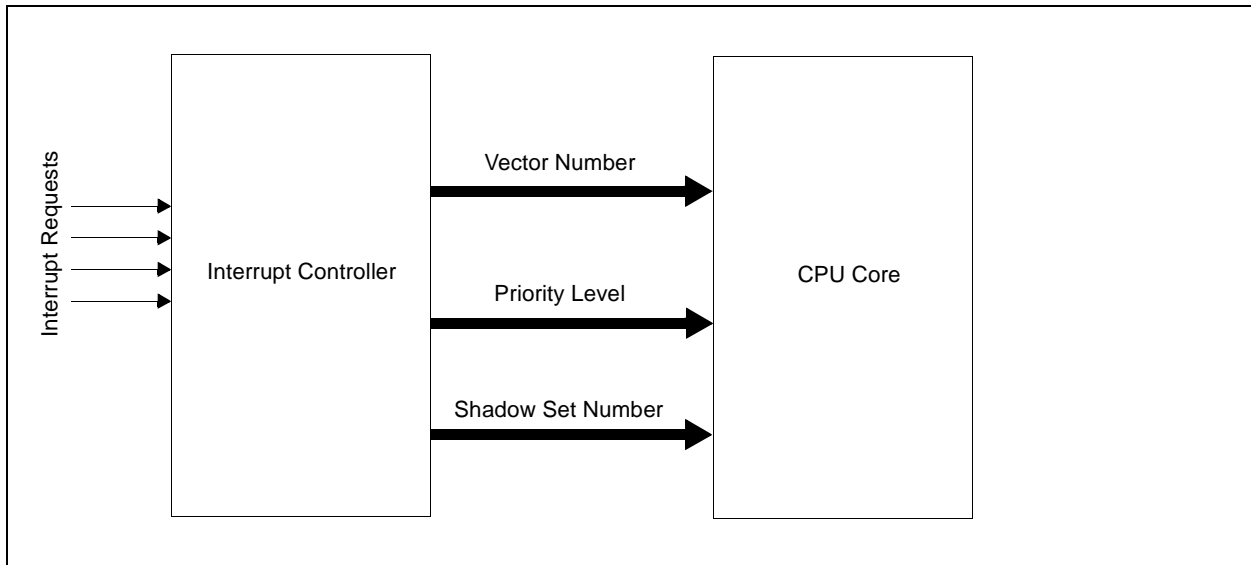 Interrupt Requests
Interrupt Controller
Vector Number
Priority Level
Shadow Set Number
CPU Core